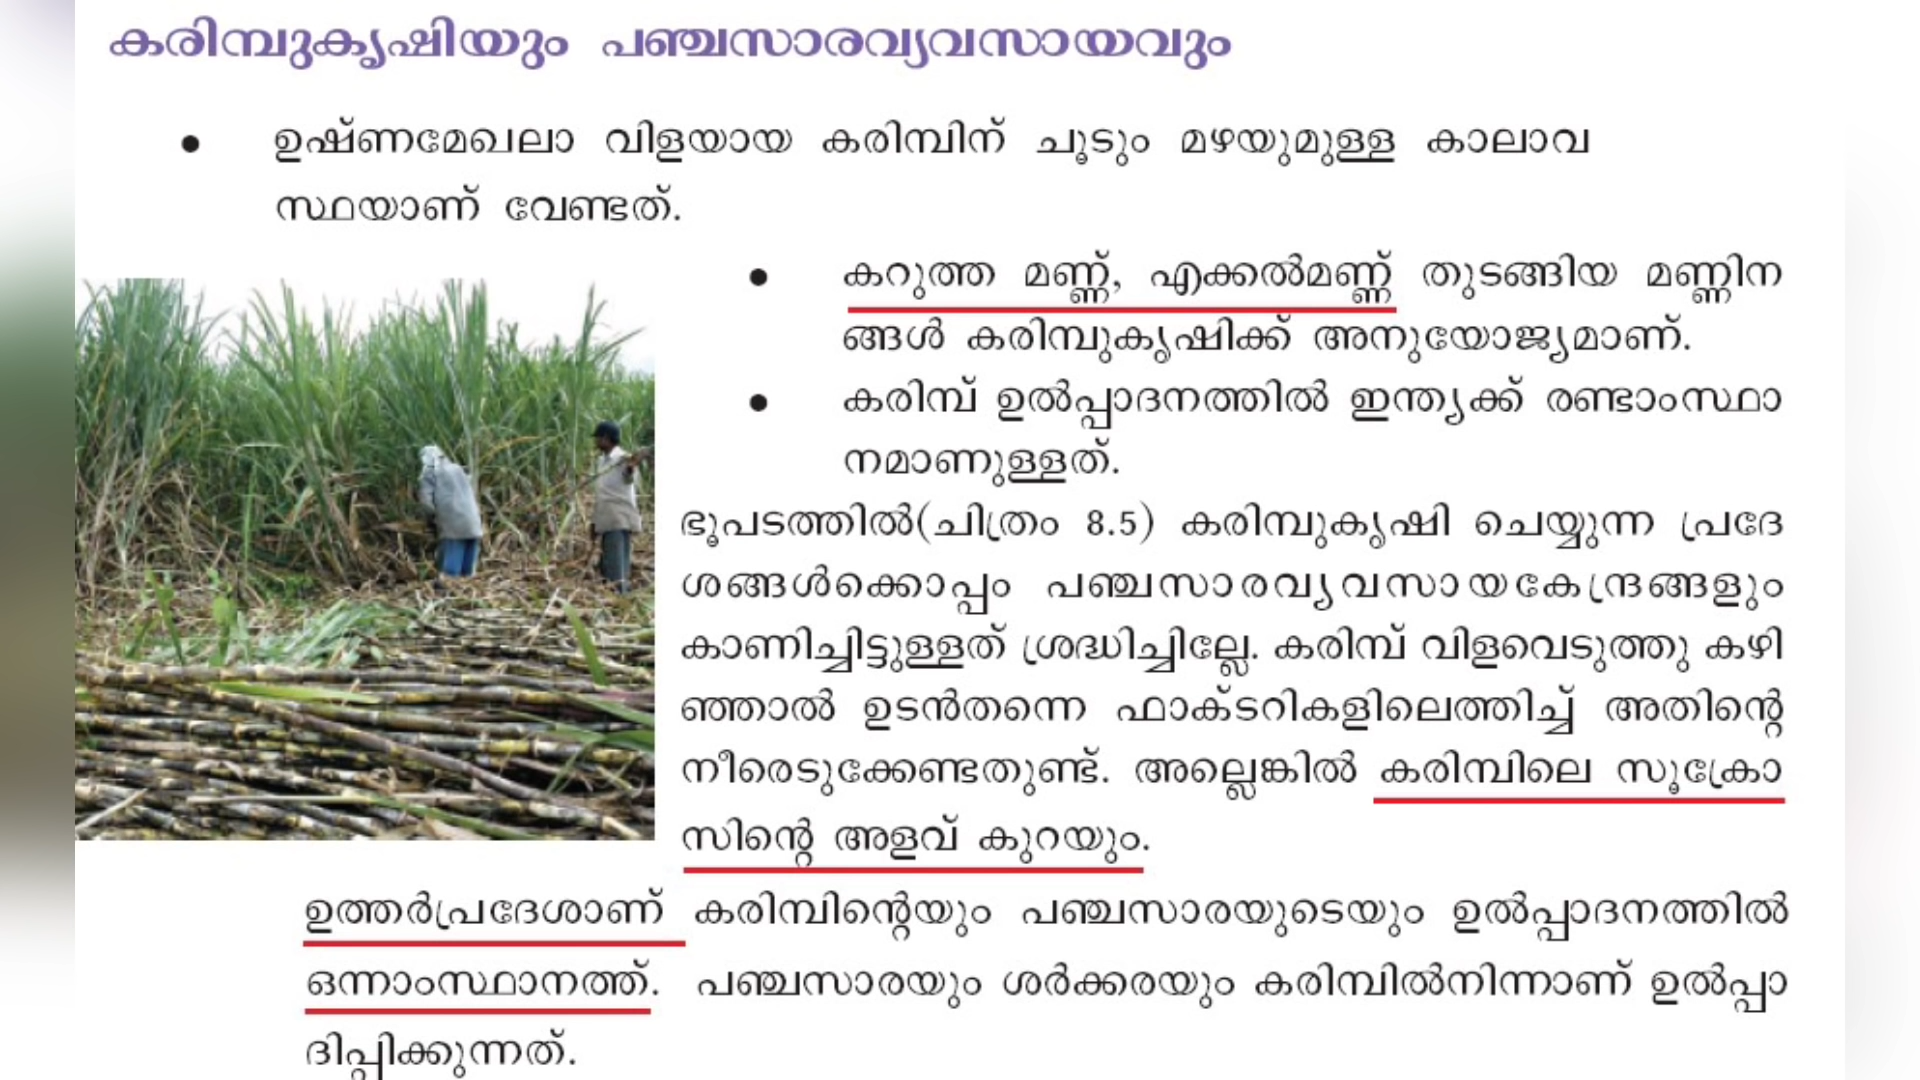 കരിമ്പുകൃഷിയും പഞ്ചസാരവ്യവസായവും
• ഉഷ്ണമേഖലാ വിളയായ കരിമ്പിന് ചൂടും മഴയുമുള്ള കാലാവ
സ്ഥയാണ് വേണ്ടത്.
• കറുത്ത മണ്ണ്, എക്കൽമണ്ണ് തുടങ്ങിയ മണ്ണിന
ങ്ങൾ കരിമ്പുകൃഷിക്ക് അനുയോജ്യമാണ്.
• കരിമ്പ് ഉൽപ്പാദനത്തിൽ ഇന്ത്യക്ക് രണ്ടാംസ്ഥാ
നമാണുള്ളത്.
ഭൂപടത്തിൽ(ചിത്രം 8.5) കരിമ്പുകൃഷി ചെയ്യുന്ന പ്രദേ
ശങ്ങൾക്കൊപ്പം പഞ്ചസാരവ്യവസായകേന്ദ്രങ്ങളും
കാണിച്ചിട്ടുള്ളത് ശ്രദ്ധിച്ചില്ലേ. കരിമ്പ് വിളവെടുത്തു കഴി
ഞ്ഞാൽ ഉടൻതന്നെ ഫാക്ടറികളിലെത്തിച്ച് അതിന്റെ
നീരെടുക്കേണ്ടതുണ്ട്. അല്ലെങ്കിൽ കരിമ്പിലെ സൂക്രോ
സിന്റെ അളവ് കുറയും.
ഉത്തർപ്രദേശാണ് കരിമ്പിന്റെയും പഞ്ചസാരയുടെയും ഉൽപ്പാദനത്തിൽ
ഒന്നാംസ്ഥാനത്ത്. പഞ്ചസാരയും ശർക്കരയും കരിമ്പിൽനിന്നാണ് ഉൽപ്പാ
ദിപ്പിക്കുന്നത്.